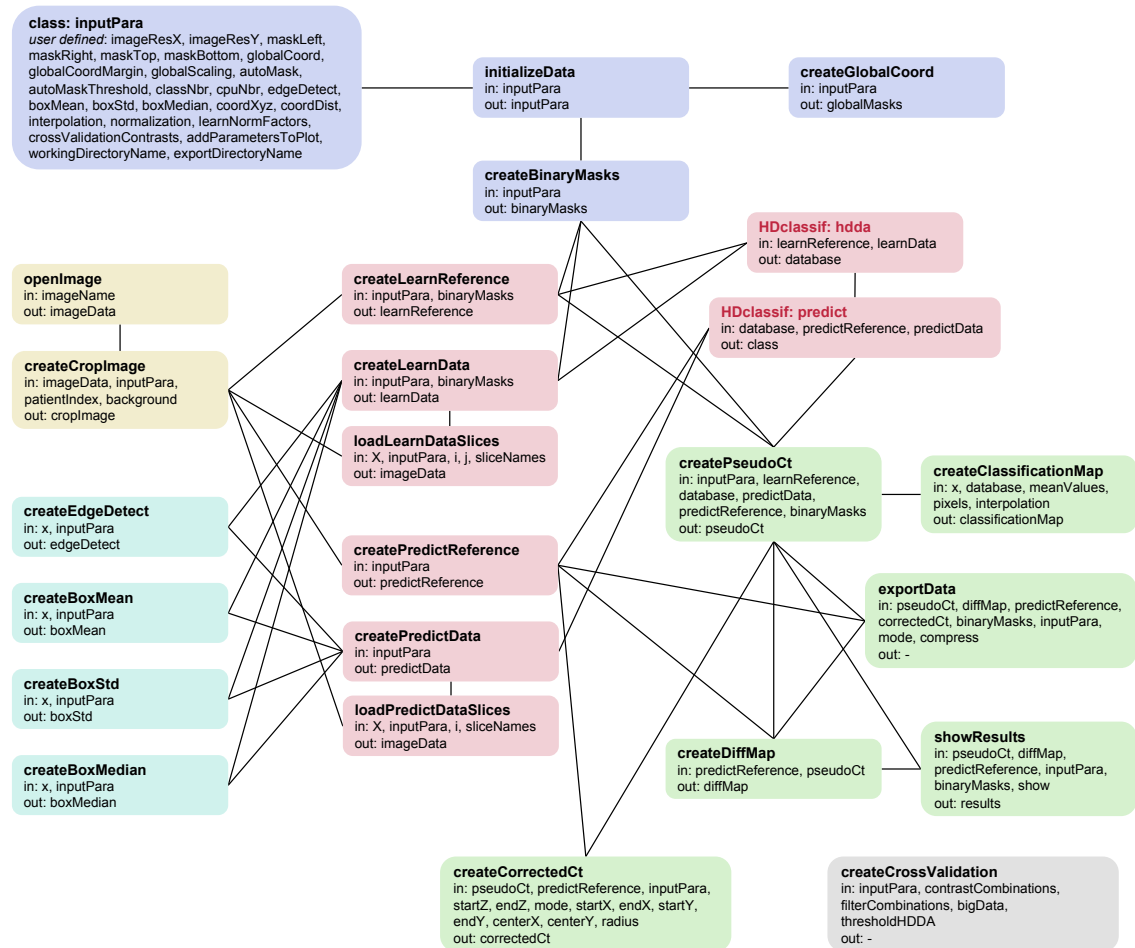 class: inputPara
user defined: imageResX, imageResY, maskLeft,
maskRight, maskTop, maskBottom, globalCoord,
globalCoordMargin, globalScaling, autoMask,
autoMaskThreshold, classNbr, cpuNbr, edgeDetect,
boxMean, boxStd, boxMedian, coordXyz, coordDist,
interpolation, normalization, learnNormFactors,
crossValidationContrasts, addParametersToPlot,
workingDirectoryName, exportDirectoryName
initializeData
in: inputPara
out: inputPara
createGlobalCoord
in: inputPara
out: globalMasks
createBinaryMasks
in: inputPara
out: binaryMasks
HDclassif: hdda
in: learnReference, learnData
out: database
openImage
in: imageName
out: imageData
createLearnReference
in: inputPara, binaryMasks
out: learnReference
HDclassif: predict
in: database, predictReference, predictData
out: class
createCropImage
in: imageData, inputPara,
patientIndex, background
out: cropImage
createLearnData
in: inputPara, binaryMasks
out: learnData
loadLearnDataSlices
in: X, inputPara, i, j, sliceNames
out: imageData
createPseudoCt
in: inputPara, learnReference,
database, predictData,
predictReference, binaryMasks
out: pseudoCt
createClassificationMap
in: x, database, meanValues,
pixels, interpolation
out: classificationMap
createEdgeDetect
in: x, inputPara
out: edgeDetect
createPredictReference
in: inputPara
out: predictReference
createBoxMean
in: x, inputPara
out: boxMean
exportData
in: pseudoCt, diffMap, predictReference,
correctedCt, binaryMasks, inputPara,
mode, compress
out: -
createPredictData
in: inputPara
out: predictData
createBoxStd
in: x, inputPara
out: boxStd
loadPredictDataSlices
in: X, inputPara, i, sliceNames
out: imageData
createBoxMedian
in: x, inputPara
out: boxMedian
createDiffMap
in: predictReference, pseudoCt
out: diffMap
showResults
in: pseudoCt, diffMap,
predictReference, inputPara,
binaryMasks, show
out: results
createCorrectedCt
in: pseudoCt, predictReference, inputPara,
startZ, endZ, mode, startX, endX, startY,
endY, centerX, centerY, radius
out: correctedCt
createCrossValidation
in: inputPara, contrastCombinations,
filterCombinations, bigData,
thresholdHDDA
out: -